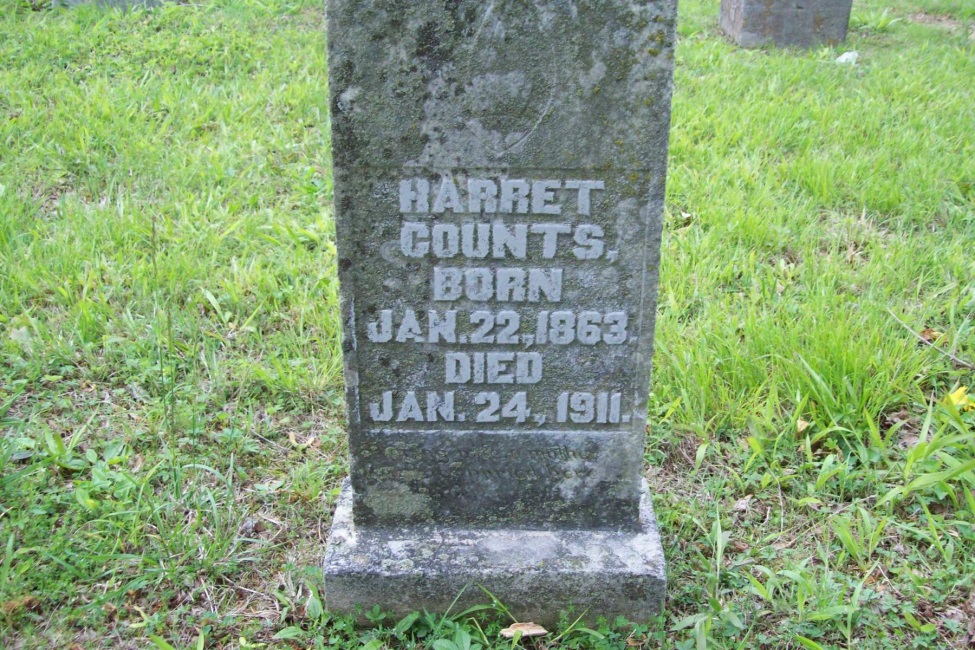 HARRET
COUNTS,
BORN
JAN. 22, 1863.
DIED
JAN. 24, 1911.